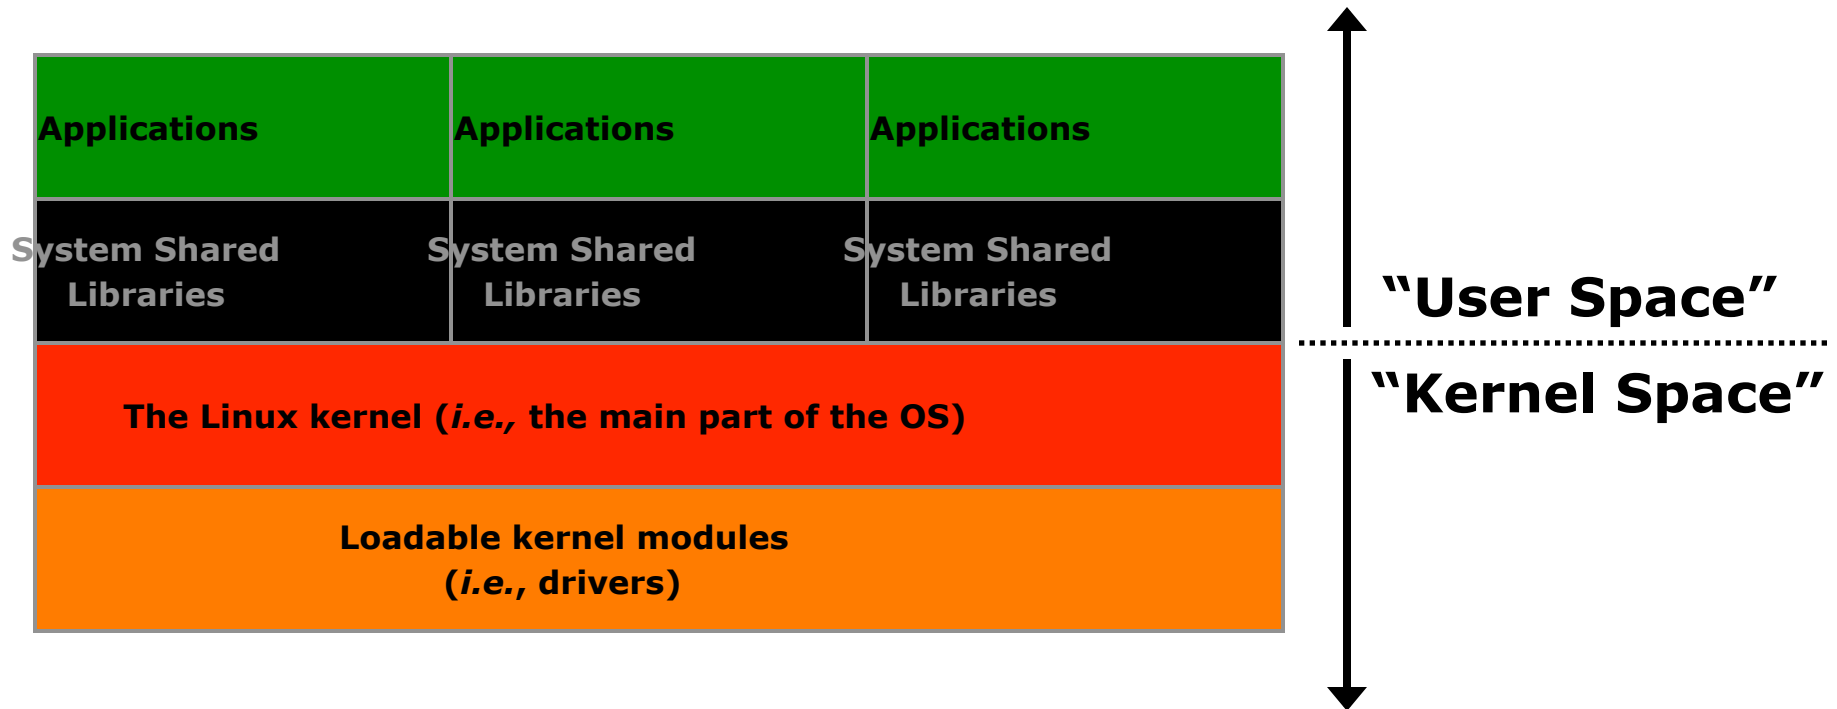 Applications Applications Applications
System Shared System Shared System Shared
Libraries Libraries Libraries
“User Space”
“Kernel Space”
The Linux kernel (i.e., the main part of the OS)
Loadable kernel modules
(i.e., drivers)